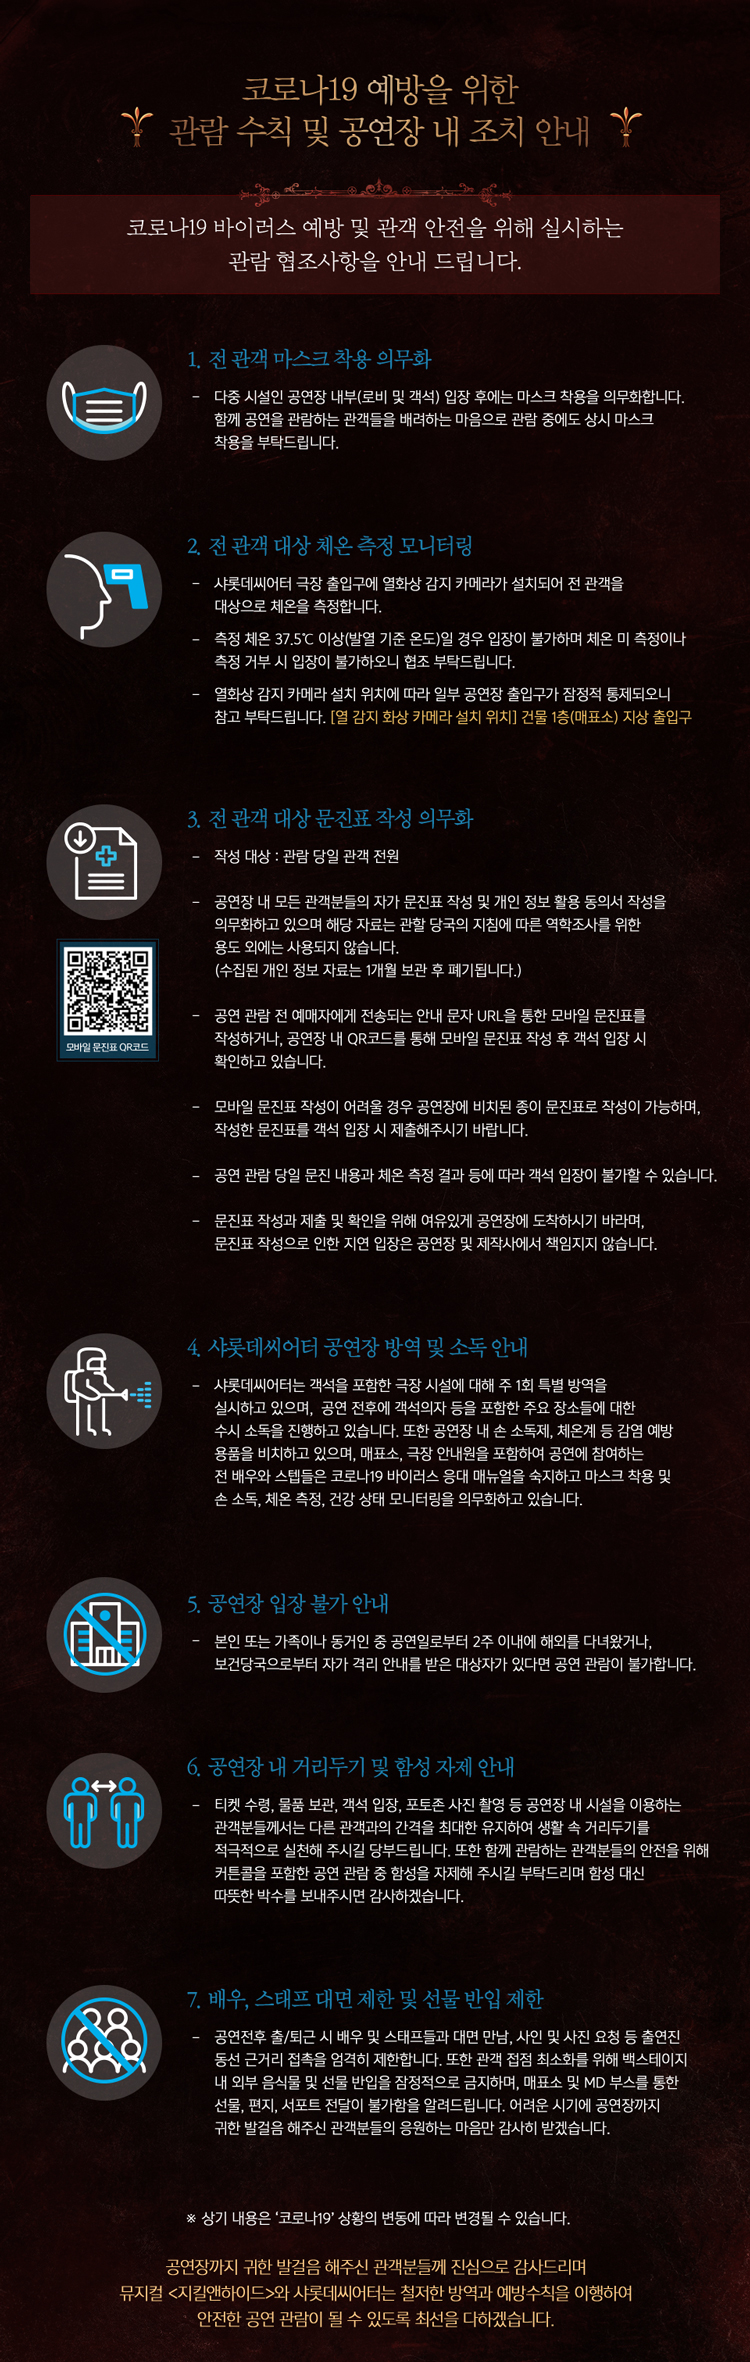 코로나19 예방을 위한
관람 수칙 및 공연장 내 조치 안내
코로나19 바이러스 예방 및 관객 안전을 위해 실시하는
관람 협조사항을 안내 드립니다.
1. 전 관객 마스크 착용 의무화
- 다중 시설인 공연장 내부(로비 및 객석) 입장 후에는 마스크 착용을 의무화합니다.
함께 공연을 관람하는 관객들을 배려하는 마음으로 관람 중에도 상시 마스크
착용을 부탁드립니다.
2. 전 관객 대상 체온 측정 모니터링
- 샤롯데씨어터 극장 출입구에 열화상 감지 카메라가 설치되어 전 관객을
대상으로 체온을 측정합니다.
- 측정 체온 37.5℃ 이상(발열 기준 온도)일 경우 입장이 불가하며 체온 미 측정이나
측정 거부 시 입장이 불가하오니 협조 부탁드립니다.
- 열화상 감지 카메라 설치 위치에 따라 일부 공연장 출입구가 잠정적 통제되오니
참고 부탁드립니다. [열 감지 화상 카메라 설치 위치] 건물 1층(매표소) 지상 출입구
3. 전 관객 대상 문진표 작성 의무화
- 작성 대상 : 관람 당일 관객 전원
- 공연장 내 모든 관객분들의 자가 문진표 작성 및 개인 정보 활용 동의서 작성을
의무화하고 있으며 해당 자료는 관할 당국의 지침에 따른 역학조사를 위한
용도 외에는 사용되지 않습니다.
(수집된 개인 정보 자료는 1개월 보관 후 폐기됩니다.)
모바일 문진표 QR코드
- 공연 관람 전 예매자에게 전송되는 안내 문자 URL을 통한 모바일 문진표를
작성하거나, 공연장 내 QR코드를 통해 모바일 문진표 작성 후 객석 입장 시
확인하고 있습니다.
- 모바일 문진표 작성이 어려울 경우 공연장에 비치된 종이 문진표로 작성이 가능하며,
작성한 문진표를 객석 입장 시 제출해주시기 바랍니다.
- 공연 관람 당일 문진 내용과 체온 측정 결과 등에 따라 객석 입장이 불가할 수 있습니다.
- 문진표 작성과 제출 및 확인을 위해 여유있게 공연장에 도착하시기 바라며,
문진표 작성으로 인한 지연 입장은 공연장 및 제작사에서 책임지지 않습니다.
4. 샤롯데씨어터 공연장 방역 및 소독 안내
- 샤롯데씨어터는 객석을 포함한 극장 시설에 대해 주 1회 특별 방역을
실시하고 있으며, 공연 전후에 객석의자 등을 포함한 주요 장소들에 대한
수시 소독을 진행하고 있습니다. 또한 공연장 내 손 소독제, 체온계 등 감염 예방
용품을 비치하고 있으며, 매표소, 극장 안내원을 포함하여 공연에 참여하는
전 배우와 스텝들은 코로나19 바이러스 응대 매뉴얼을 숙지하고 마스크 착용 및
손 소독, 체온 측정, 건강 상태 모니터링을 의무화하고 있습니다.
5. 공연장 입장 불가 안내
- 본인 또는 가족이나 동거인 중 공연일로부터 2주 이내에 해외를 다녀왔거나,
보건당국으로부터 자가 격리 안내를 받은 대상자가 있다면 공연 관람이 불가합니다.
6. 공연장 내 거리두기 및 함성 자제 안내
- 티켓 수령, 물품 보관, 객석 입장, 포토존 사진 촬영 등 공연장 내 시설을 이용하는
관객분들께서는 다른 관객과의 간격을 최대한 유지하여 생활 속 거리두기를
적극적으로 실천해 주시길 당부드립니다. 또한 함께 관람하는 관객분들의 안전을 위해
커튼콜을 포함한 공연 관람 중 함성을 자제해 주시길 부탁드리며 함성 대신
따뜻한 박수를 보내주시면 감사하겠습니다.
7. 배우, 스태프 대면 제한 및 선물 반입 제한
- 공연전후 출/퇴근 시 배우 및 스태프들과 대면 만남, 사인 및 사진 요청 등 출연진
동선 근거리 접촉을 엄격히 제한합니다. 또한 관객 접점 최소화를 위해 백스테이지
내 외부 음식물 및 선물 반입을 잠정적으로 금지하며, 매표소 및 MD 부스를 통한
선물, 편지, 서포트 전달이 불가함을 알려드립니다. 어려운 시기에 공연장까지
귀한 발걸음 해주신 관객분들의 응원하는 마음만 감사히 받겠습니다.
※ 상기 내용은 ‘코로나19’ 상황의 변동에 따라 변경될 수 있습니다.
공연장까지 귀한 발걸음 해주신 관객분들께 진심으로 감사드리며
뮤지컬 <지킬앤하이드>와 샤롯데씨어터는 철저한 방역과 예방수칙을 이행하여
안전한 공연 관람이 될 수 있도록 최선을 다하겠습니다.